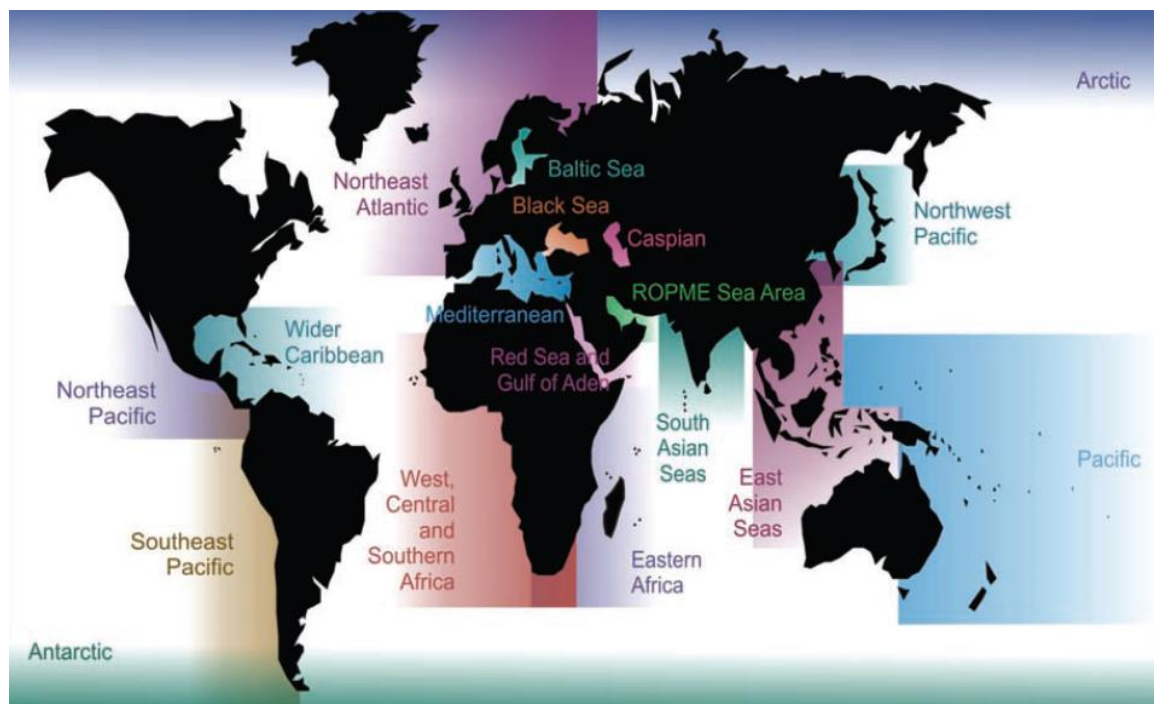 Arctic
Baltic Sea
Northeast
Atlantic
Black Sea
Northwest
Pacific
Caspian
ROPME Sea Area
Mediterranean
Wider
Caribbean
Red Sea and
Gulf of Aden
Northeast
Pacific
South
Asian
Seas
West,
Central
and
Southern
Africa
East
Asian
Seas
Pacific
Southeast
Pacific
Eastern
Africa
Antarctic